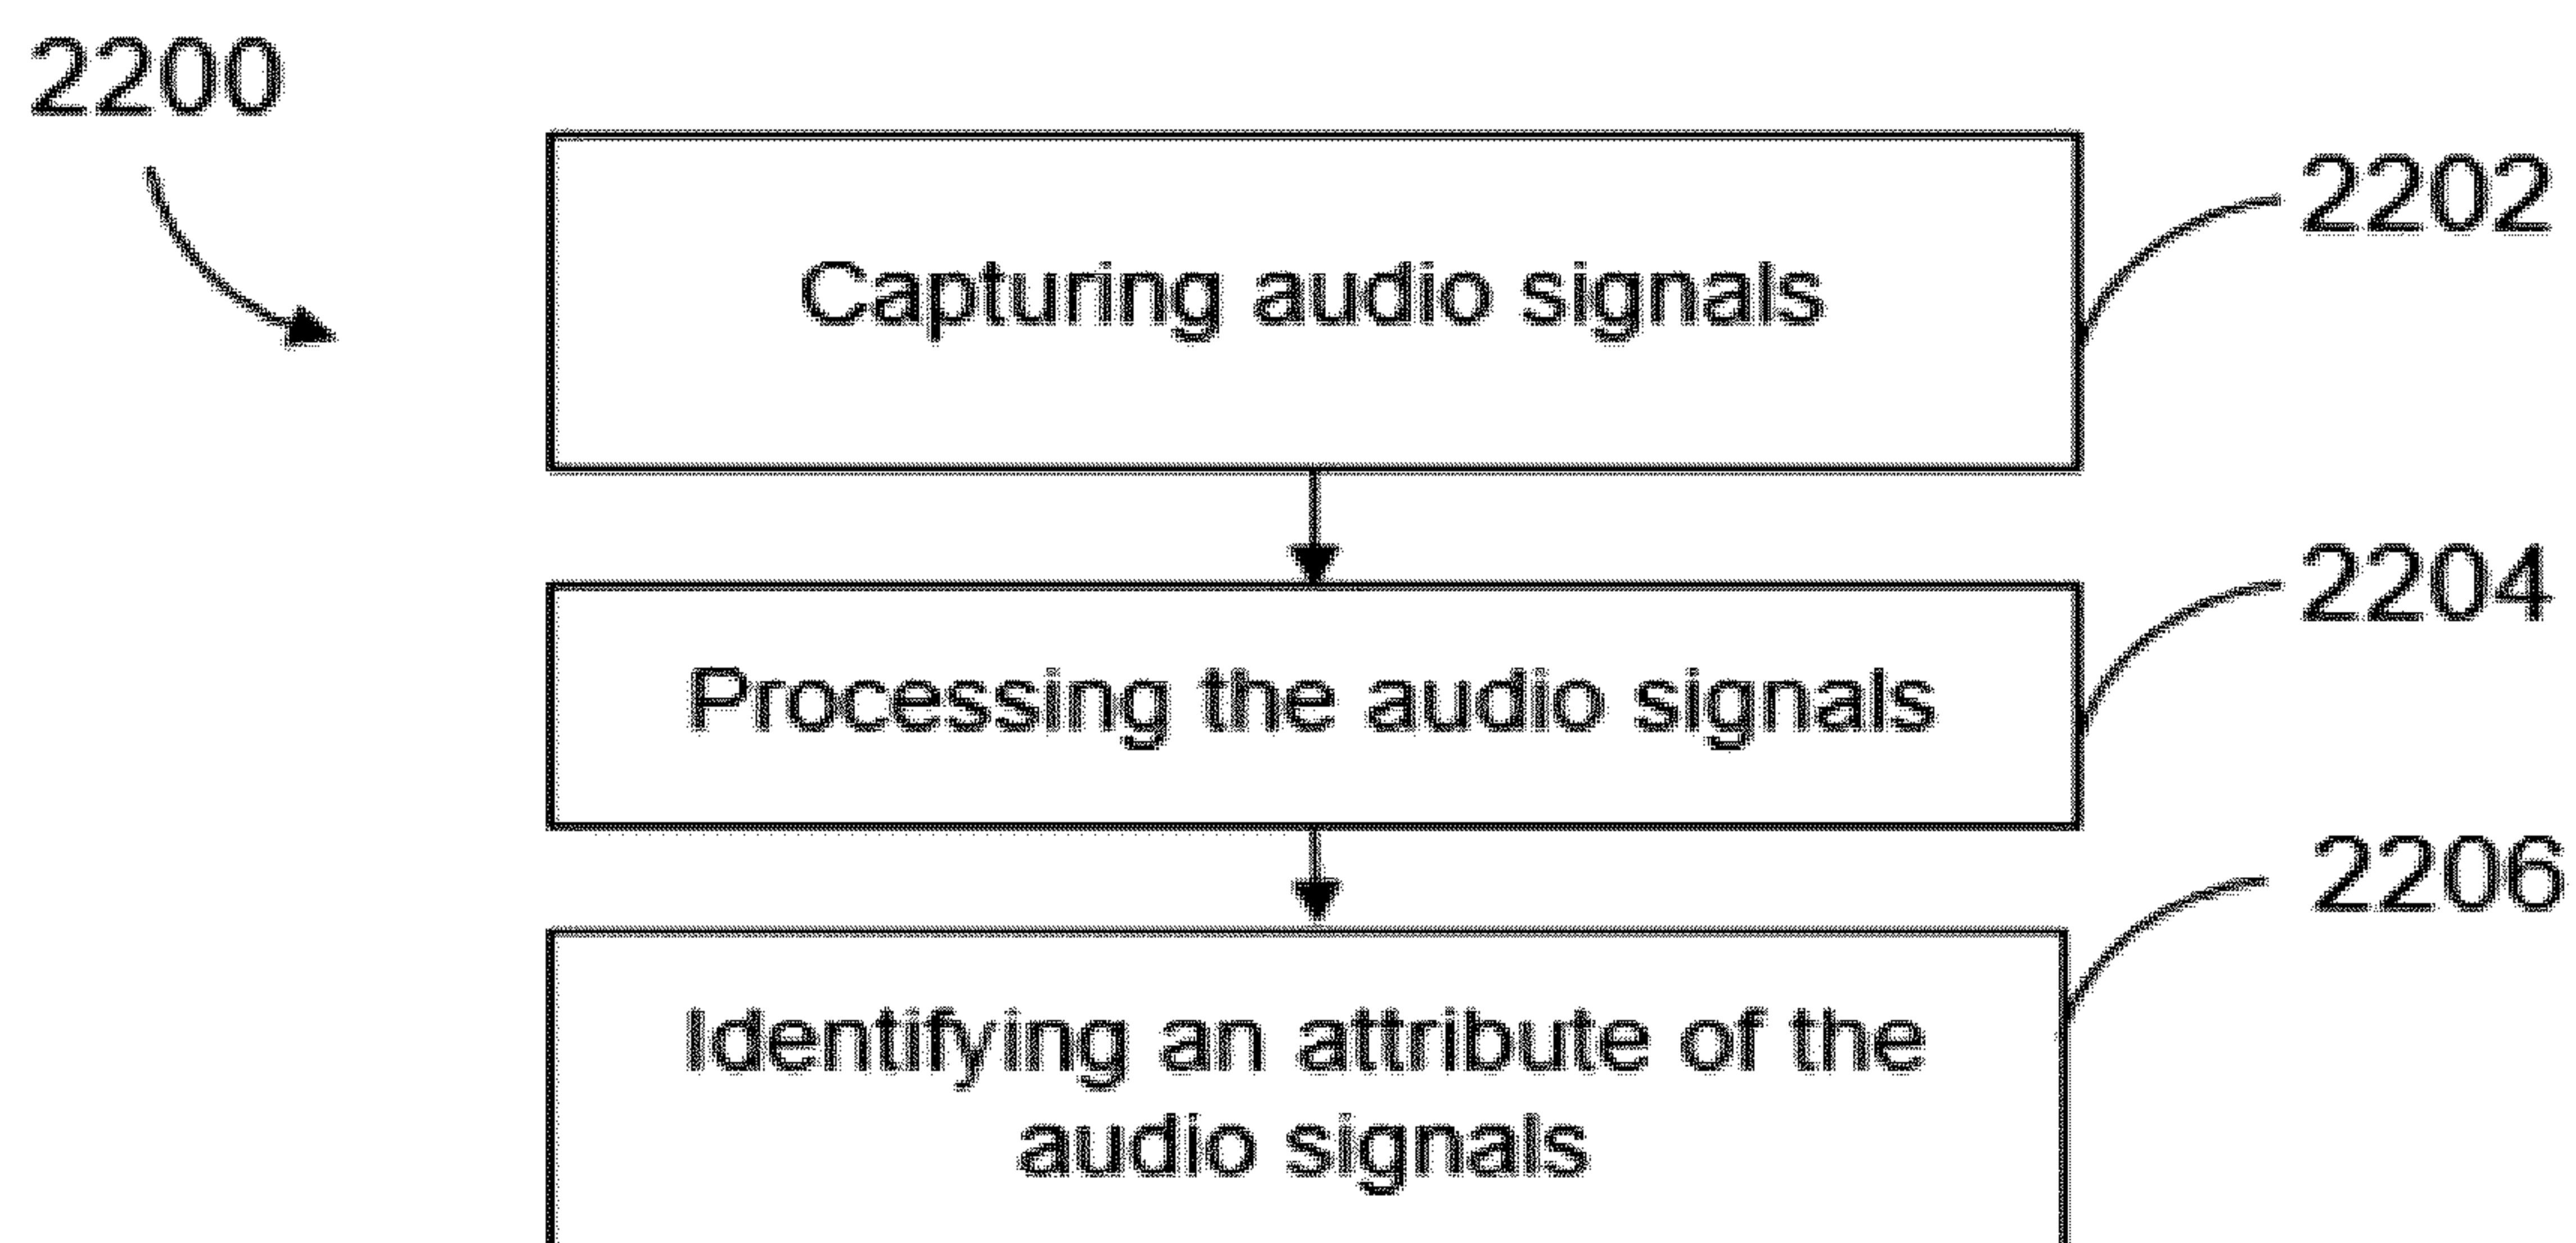 2200
Capturing audio signals
2202
Processing the audio signals
2204
Identifying an attribute of the
audio signals
2206